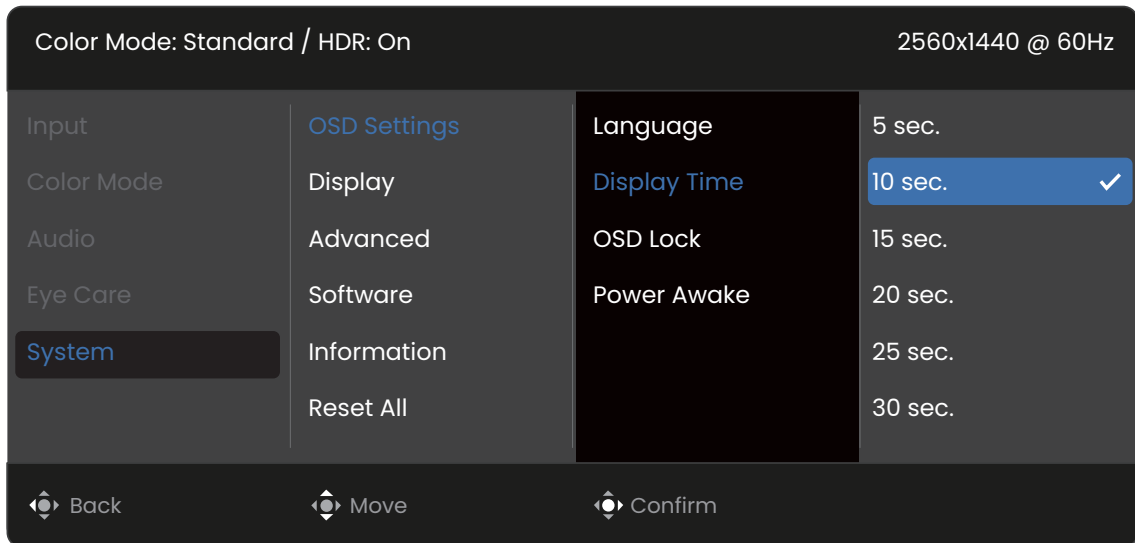 Color Mode: Standard / HDR: On
2560x1440 @ 60Hz
Input
Color Mode
Audio
Eye Care
System
OSD Settings
Display
Advanced
Software
Information
Reset All
Language
Display Time
OSD Lock
Power Awake
5 sec.
10 sec.
15 sec.
20 sec.
25 sec.
30 sec.
Back
Move
Confirm